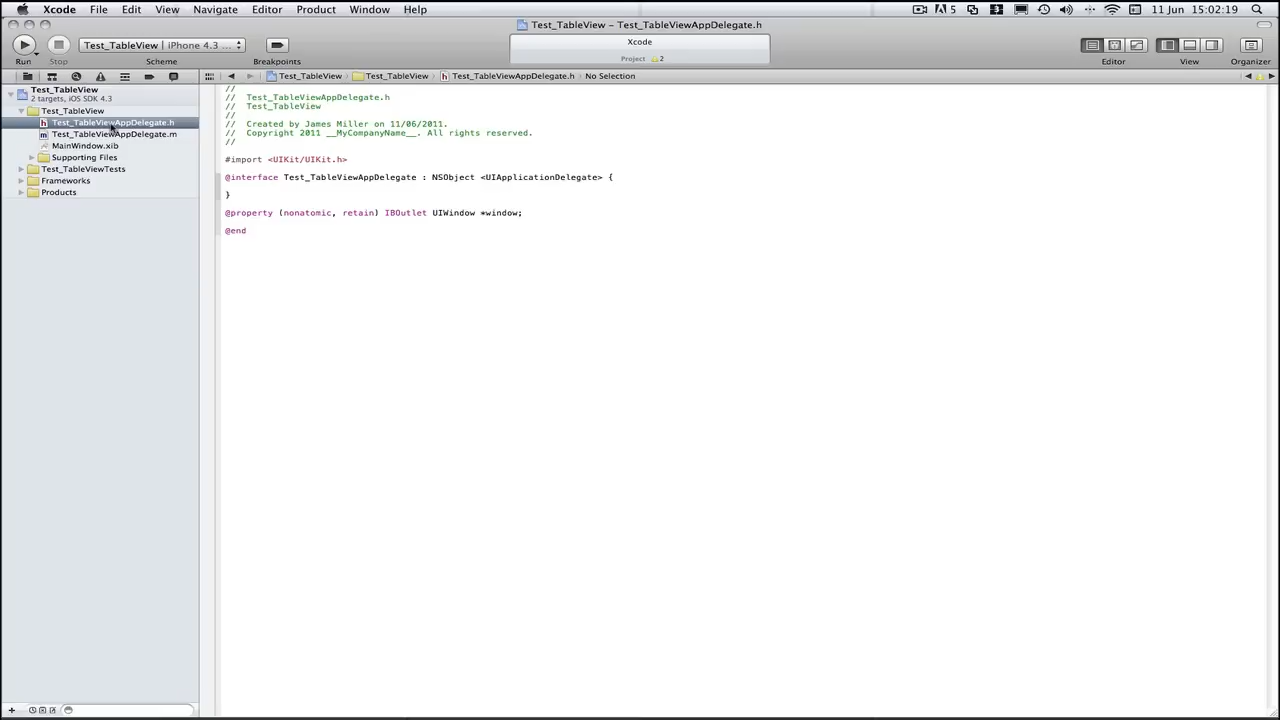 Xcode File Edit View Navigate Editor Product Window Help 5 11 Jun 15:02:19
Test_TableView – Test_TableViewAppDelegate.h
Test_TableView | iPhone 4.3 ...
Xcode
Project 2
Run Stop Scheme Breakpoints Editor View Organizer
Test_TableView Test_TableView Test_TableViewAppDelegate.h No Selection
Test_TableView
2 targets, iOS SDK 4.3
Test_TableView
Test_TableViewAppDelegate.h
Test_TableViewAppDelegate.m
MainWindow.xib
Supporting Files
Test_TableViewTests
Frameworks
Products
//
//  Test_TableViewAppDelegate.h
//  Test_TableView
//
//  Created by James Miller on 11/06/2011.
//  Copyright 2011 __MyCompanyName__. All rights reserved.
//
#import <UIKit/UIKit.h>
@interface Test_TableViewAppDelegate : NSObject <UIApplicationDelegate> {
}
@property (nonatomic, retain) IBOutlet UIWindow *window;
@end